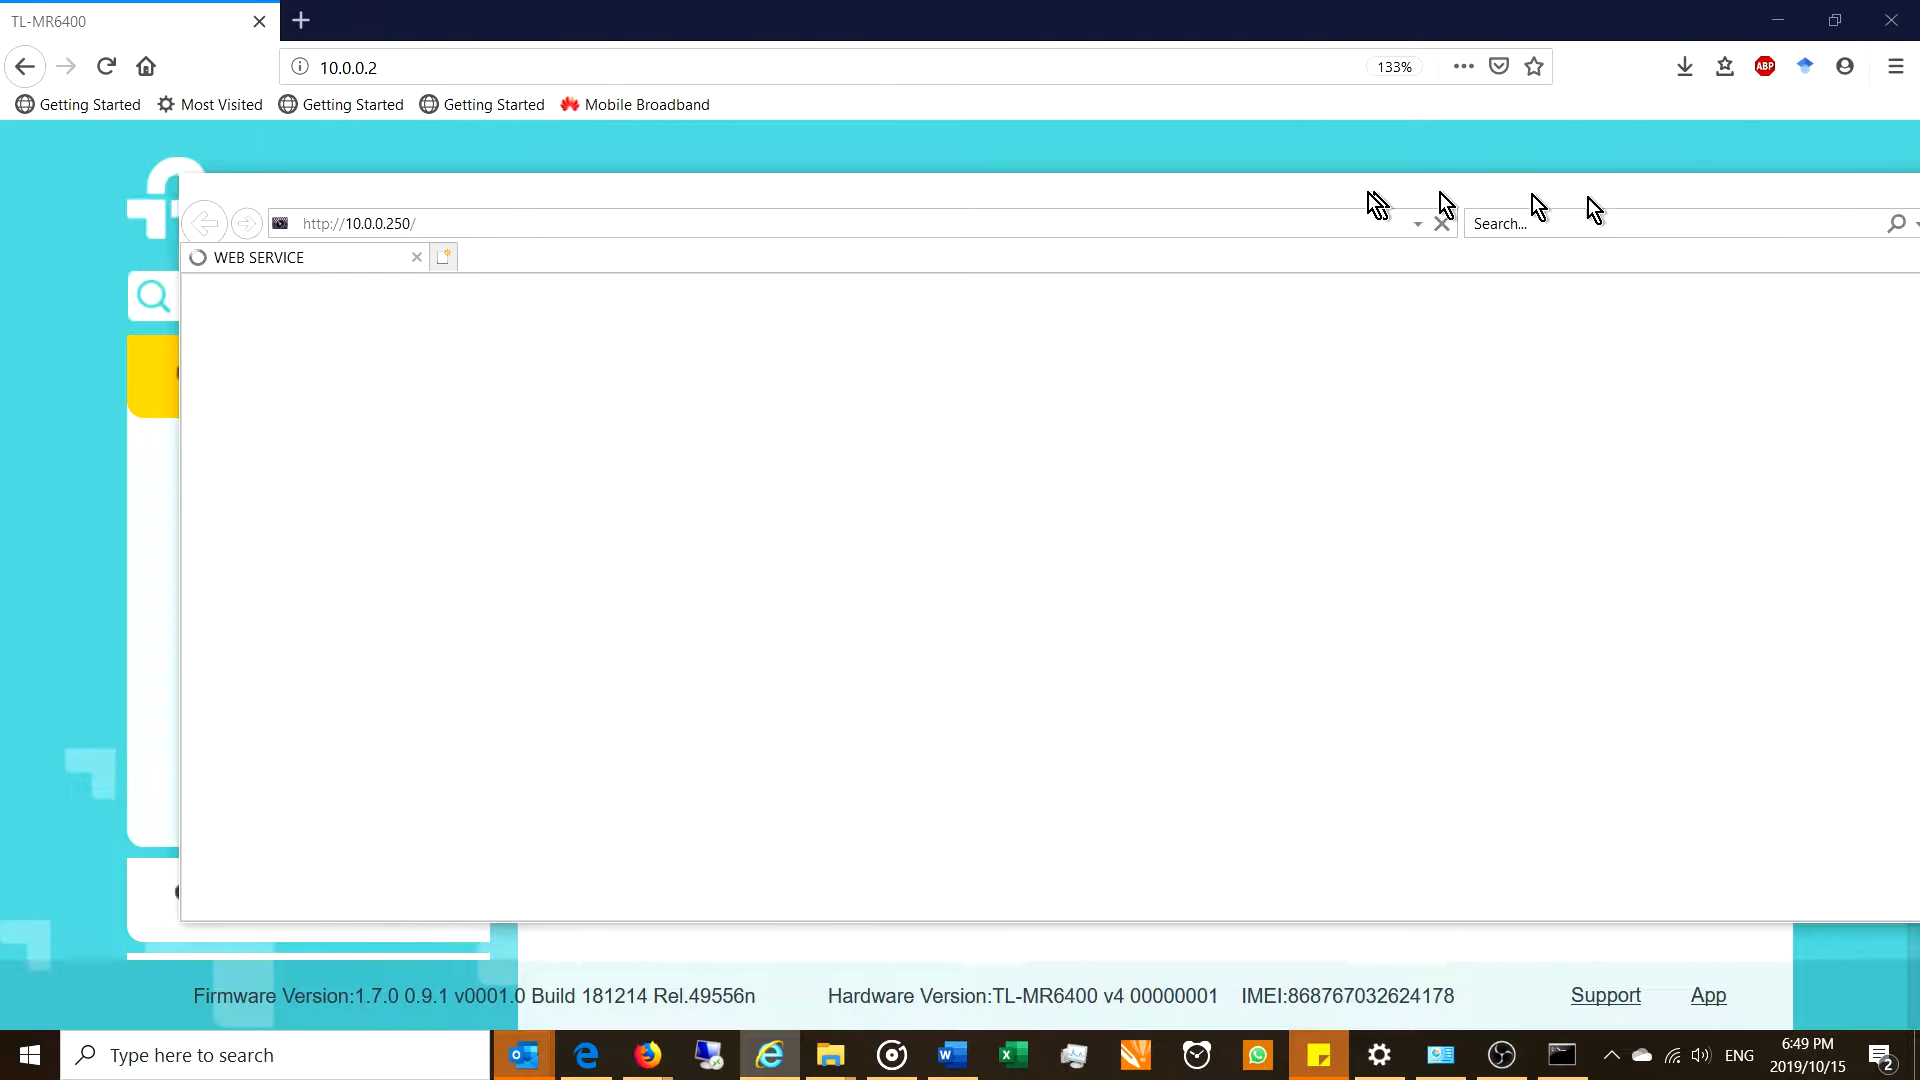 TL-MR6400
10.0.0.2
133%
ABP
Getting Started
Most Visited
Getting Started
Getting Started
Mobile Broadband
http://10.0.0.250/
Search...
WEB SERVICE
Firmware Version:1.7.0 0.9.1 v0001.0 Build 181214 Rel.49556n
Hardware Version:TL-MR6400 v4 00000001
IMEI:868767032624178
Support
App
Type here to search
ENG
6:49 PM
2019/10/15
2